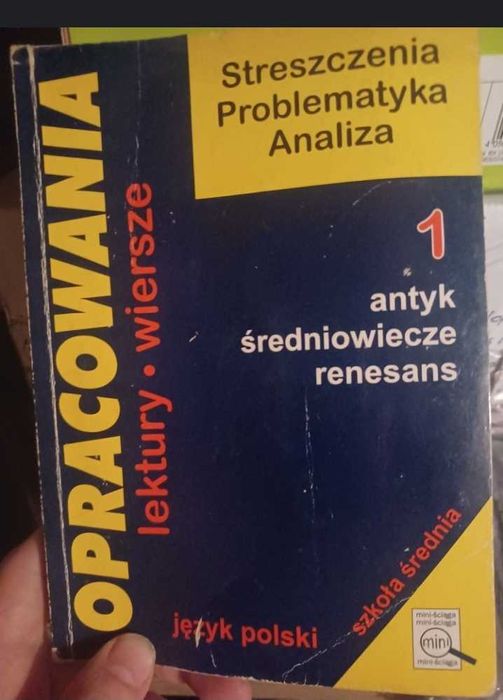 Streszczenia
Problematyka
Analiza
OPRACOWANIA
lektury • wiersze
1
antyk
średniowiecze
renesans
język polski
szkoła średnia
mini-ściąga
mini-ściąga
mini
mini-ściąga